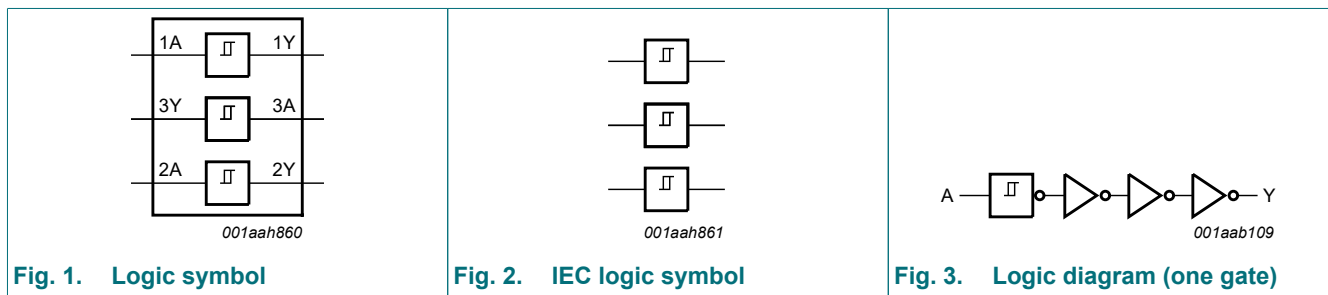 1A 1Y
3Y 3A
2A 2Y
001aah860
Fig. 1. Logic symbol
001aah861
Fig. 2. IEC logic symbol
A Y
001aab109
Fig. 3. Logic diagram (one gate)